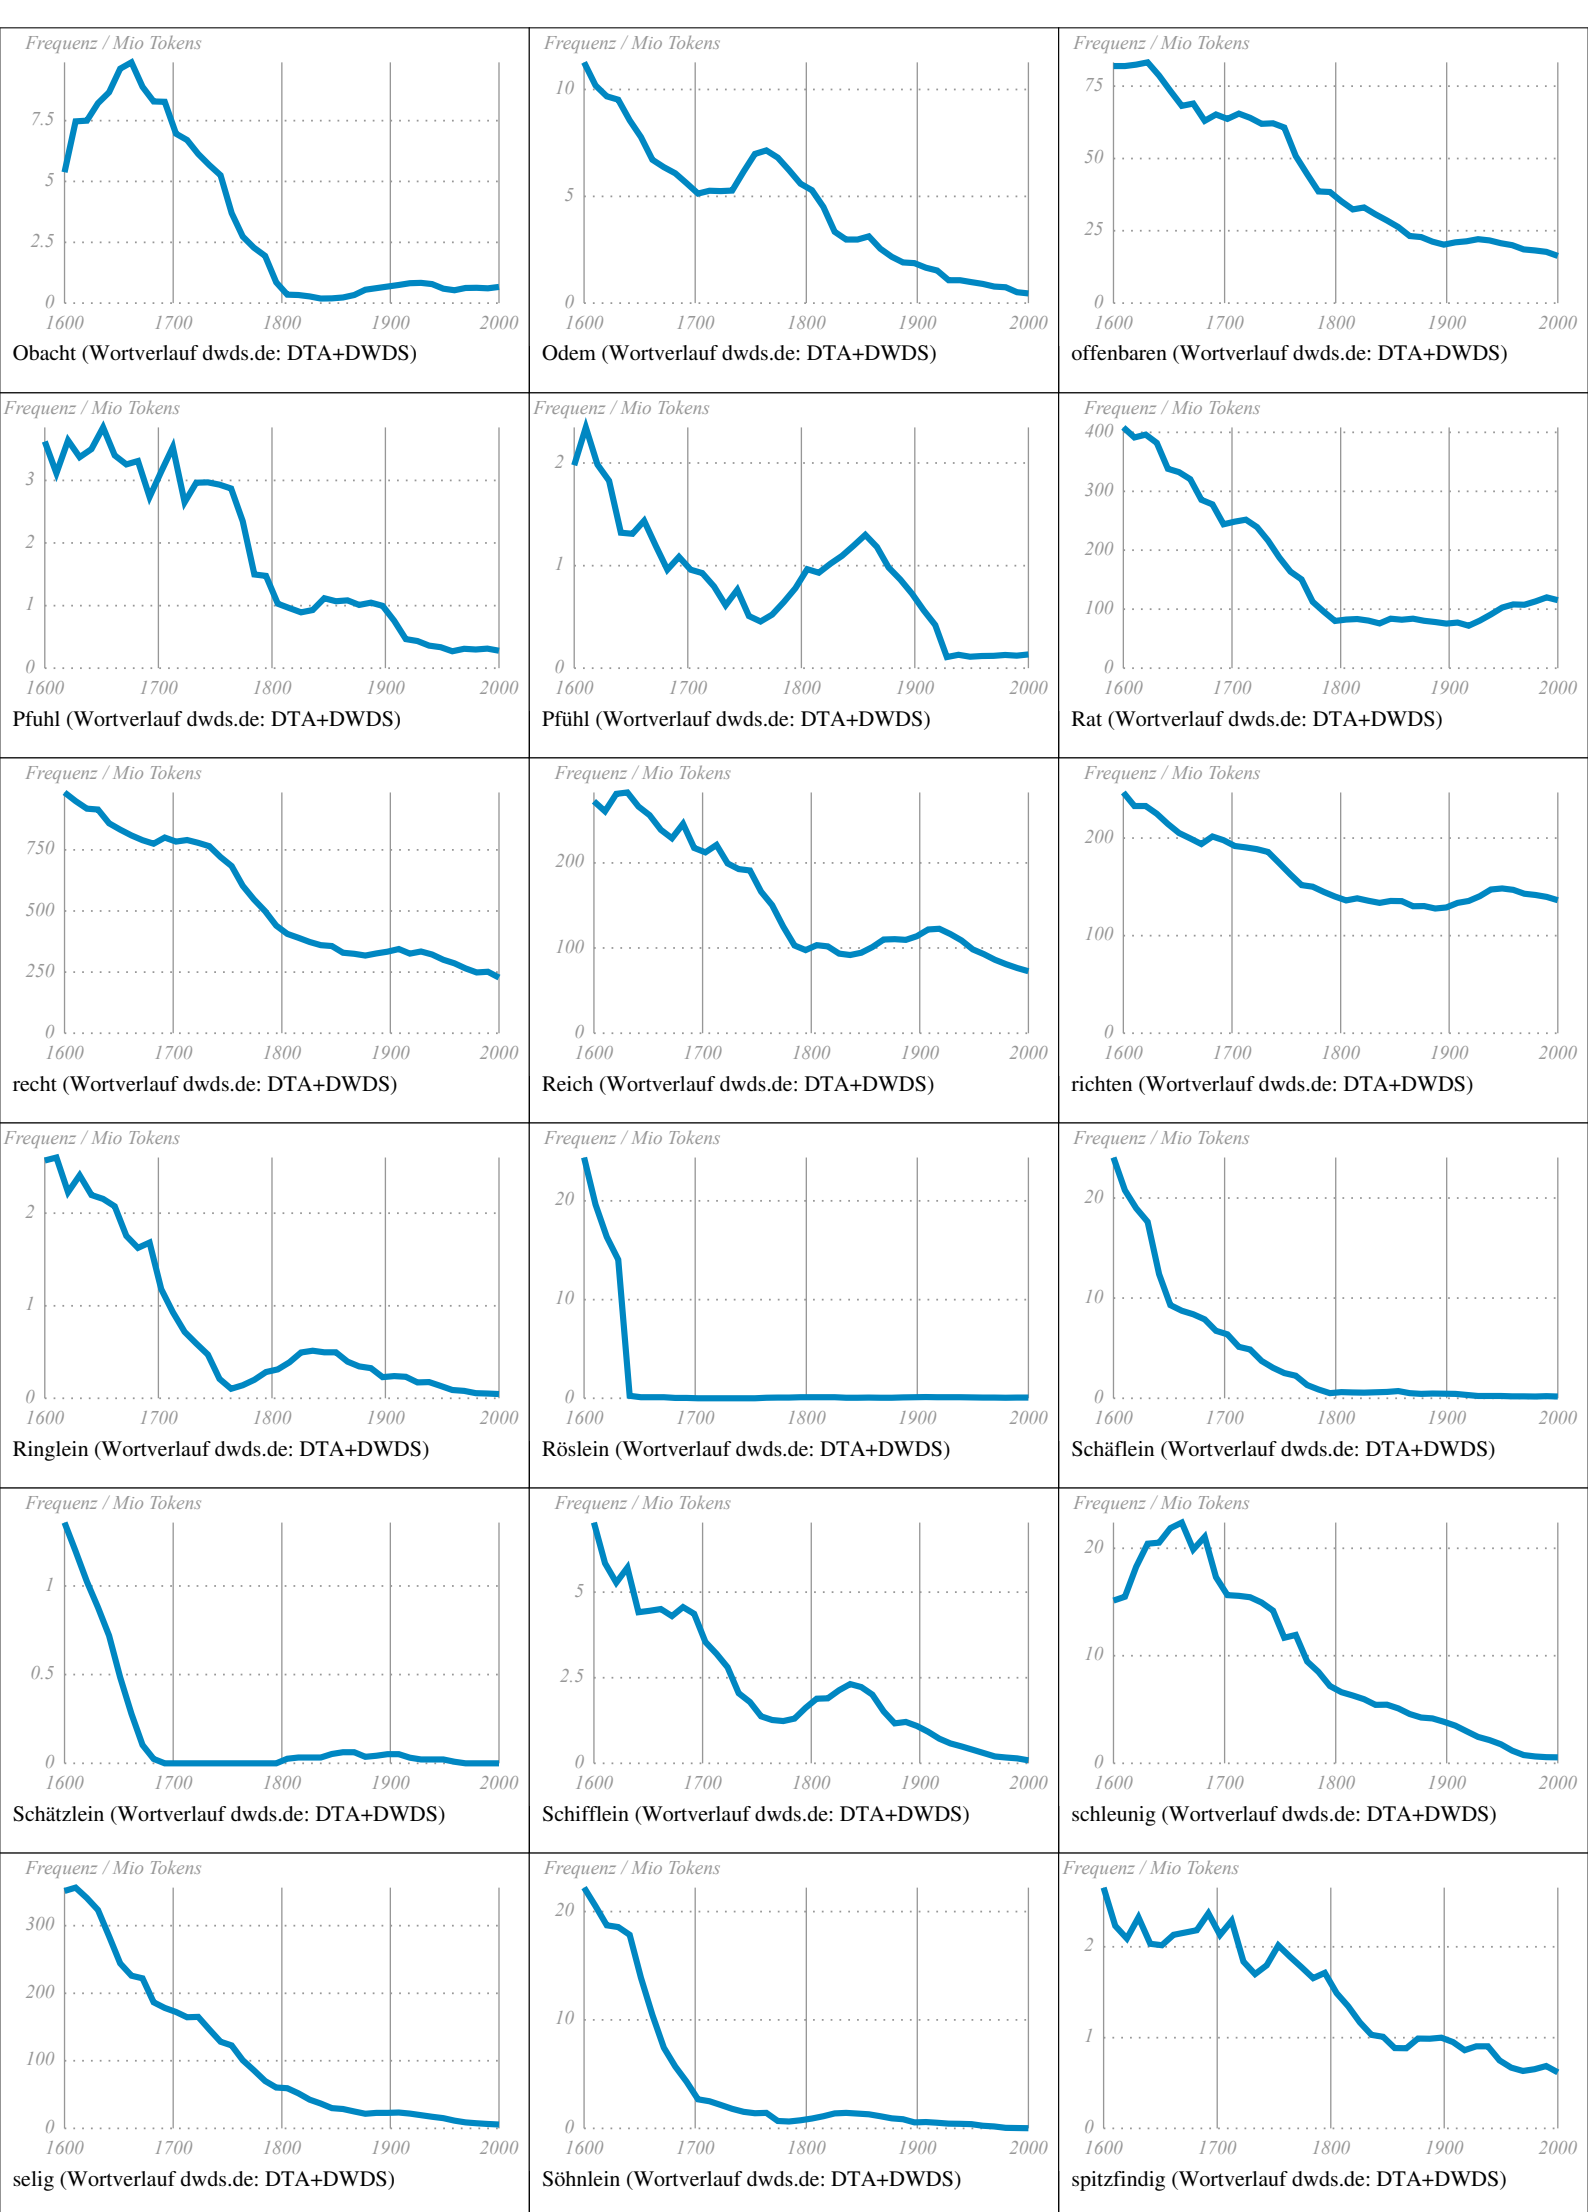 Frequenz / Mio Tokens
7.5
5
2.5
0
1600 1700 1800 1900 2000
Obacht (Wortverlauf dwds.de: DTA+DWDS)
Frequenz / Mio Tokens
10
5
0
1600 1700 1800 1900 2000
Odem (Wortverlauf dwds.de: DTA+DWDS)
Frequenz / Mio Tokens
75
50
25
0
1600 1700 1800 1900 2000
offenbaren (Wortverlauf dwds.de: DTA+DWDS)
Frequenz / Mio Tokens
3
2
1
0
1600 1700 1800 1900 2000
Pfuhl (Wortverlauf dwds.de: DTA+DWDS)
Frequenz / Mio Tokens
2
1
0
1600 1700 1800 1900 2000
Pfühl (Wortverlauf dwds.de: DTA+DWDS)
Frequenz / Mio Tokens
400
300
200
100
0
1600 1700 1800 1900 2000
Rat (Wortverlauf dwds.de: DTA+DWDS)
Frequenz / Mio Tokens
750
500
250
0
1600 1700 1800 1900 2000
recht (Wortverlauf dwds.de: DTA+DWDS)
Frequenz / Mio Tokens
200
100
0
1600 1700 1800 1900 2000
Reich (Wortverlauf dwds.de: DTA+DWDS)
Frequenz / Mio Tokens
200
100
0
1600 1700 1800 1900 2000
richten (Wortverlauf dwds.de: DTA+DWDS)
Frequenz / Mio Tokens
2
1
0
1600 1700 1800 1900 2000
Ringlein (Wortverlauf dwds.de: DTA+DWDS)
Frequenz / Mio Tokens
20
10
0
1600 1700 1800 1900 2000
Röslein (Wortverlauf dwds.de: DTA+DWDS)
Frequenz / Mio Tokens
20
10
0
1600 1700 1800 1900 2000
Schäflein (Wortverlauf dwds.de: DTA+DWDS)
Frequenz / Mio Tokens
1
0.5
0
1600 1700 1800 1900 2000
Schätzlein (Wortverlauf dwds.de: DTA+DWDS)
Frequenz / Mio Tokens
5
2.5
0
1600 1700 1800 1900 2000
Schifflein (Wortverlauf dwds.de: DTA+DWDS)
Frequenz / Mio Tokens
20
10
0
1600 1700 1800 1900 2000
schleunig (Wortverlauf dwds.de: DTA+DWDS)
Frequenz / Mio Tokens
300
200
100
0
1600 1700 1800 1900 2000
selig (Wortverlauf dwds.de: DTA+DWDS)
Frequenz / Mio Tokens
20
10
0
1600 1700 1800 1900 2000
Söhnlein (Wortverlauf dwds.de: DTA+DWDS)
Frequenz / Mio Tokens
2
1
0
1600 1700 1800 1900 2000
spitzfindig (Wortverlauf dwds.de: DTA+DWDS)